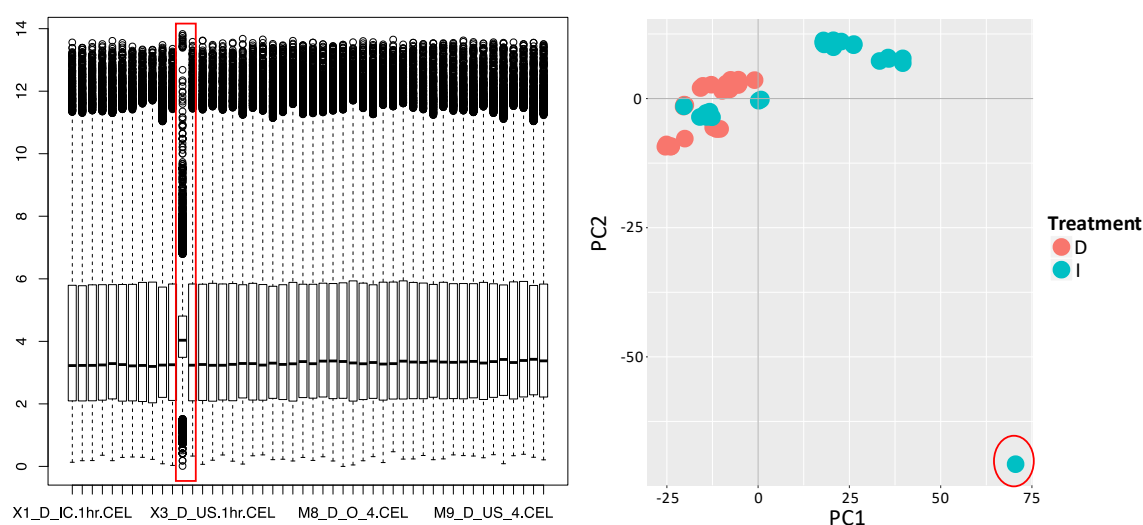 14
12
10
8
6
4
2
0
X1_D_IC.1hr.CEL X3_D_US.1hr.CEL M8_D_O_4.CEL M9_D_US_4.CEL
0
-25
-50
PC2
-25 0 25 50 75
PC1
Treatment
D
I